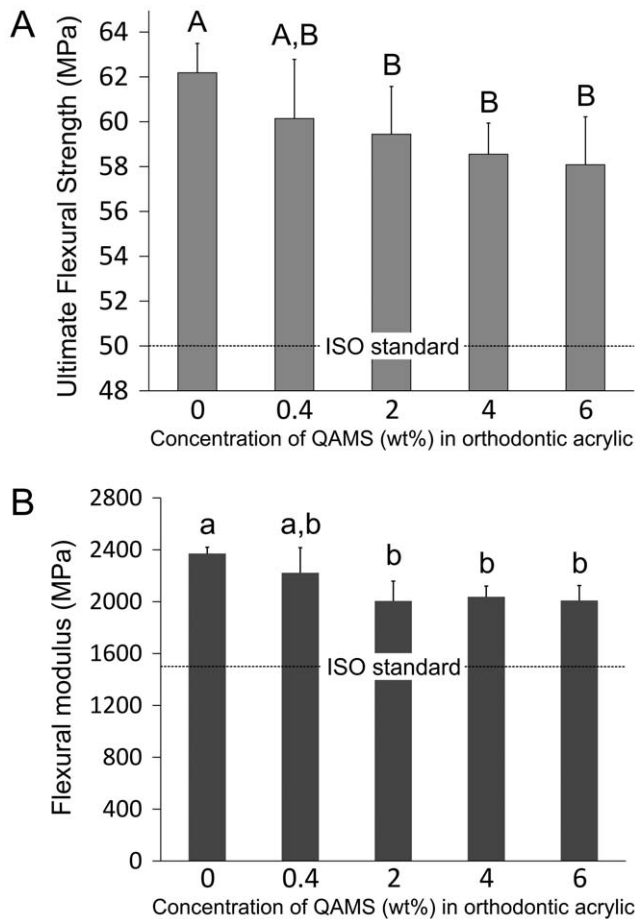 A
Ultimate Flexural Strength (MPa)
64
62
60
58
56
54
52
50
48
A
A,B
B
B
B
ISO standard
0 0.4 2 4 6
Concentration of QAMS (wt%) in orthodontic acrylic
B
Flexural modulus (MPa)
2800
2400
2000
1600
1200
800
400
0
a
a,b
b
b
b
ISO standard
0 0.4 2 4 6
Concentration of QAMS (wt%) in orthodontic acrylic